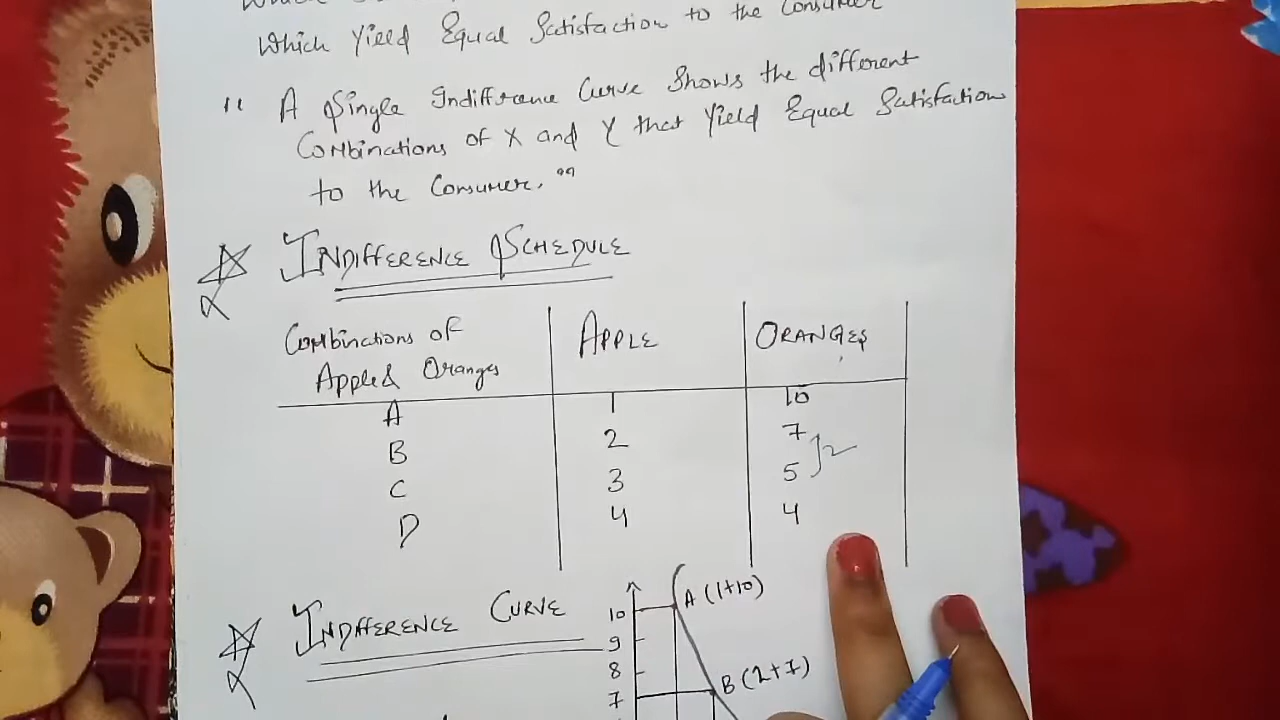 Which Yield Equal Satisfaction to the Consumer
" A Single Indifference Curve Shows the different
Combinations of X and Y that Yield Equal Satisfaction
to the Consumer. "
INDIFFERENCE SCHEDULE
Combinations of Apple & Oranges | APPLE | ORANGES
A 1 10
B 2 7
C 3 5
2
D 4 4
INDIFFERENCE CURVE
10 A (1+10)
9
8
7 B (2+7)